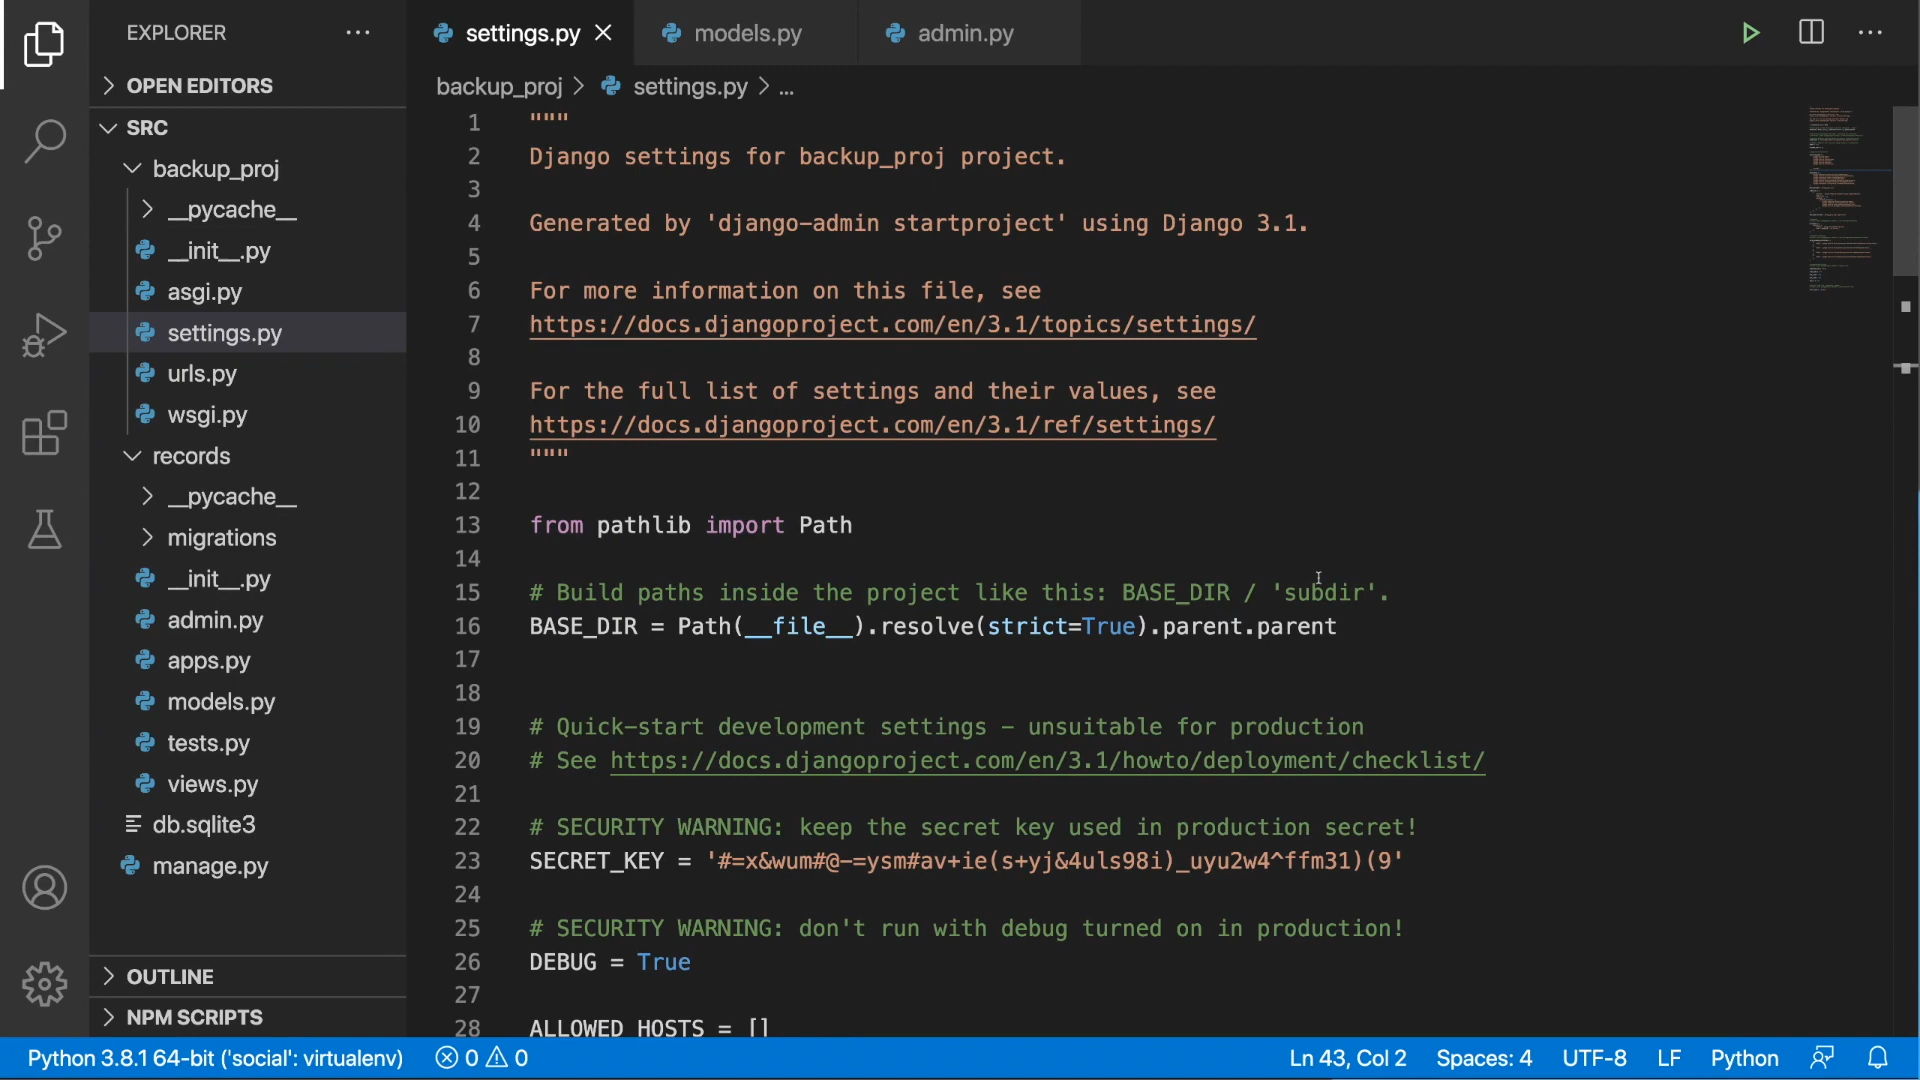 EXPLORER
OPEN EDITORS
SRC
backup_proj
__pycache__
__init__.py
asgi.py
settings.py
urls.py
wsgi.py
records
__pycache__
migrations
__init__.py
admin.py
apps.py
models.py
tests.py
views.py
db.sqlite3
manage.py
OUTLINE
NPM SCRIPTS
settings.py models.py admin.py
backup_proj > settings.py > ...
1 """
2 Django settings for backup_proj project.
3
4 Generated by 'django-admin startproject' using Django 3.1.
5
6 For more information on this file, see
7 https://docs.djangoproject.com/en/3.1/topics/settings/
8
9 For the full list of settings and their values, see
10 https://docs.djangoproject.com/en/3.1/ref/settings/
11 """
12
13 from pathlib import Path
14
15 # Build paths inside the project like this: BASE_DIR / 'subdir'.
16 BASE_DIR = Path(__file__).resolve(strict=True).parent.parent
17
18
19 # Quick-start development settings - unsuitable for production
20 # See https://docs.djangoproject.com/en/3.1/howto/deployment/checklist/
21
22 # SECURITY WARNING: keep the secret key used in production secret!
23 SECRET_KEY = '#=x&wum#@-=ysm#av+ie(s+yj&4uls98i)_uyu2w4^ffm31)(9'
24
25 # SECURITY WARNING: don't run with debug turned on in production!
26 DEBUG = True
27
28 ALLOWED_HOSTS = []
Python 3.8.1 64-bit ('social': virtualenv) 0 0 Ln 43, Col 2 Spaces: 4 UTF-8 LF Python